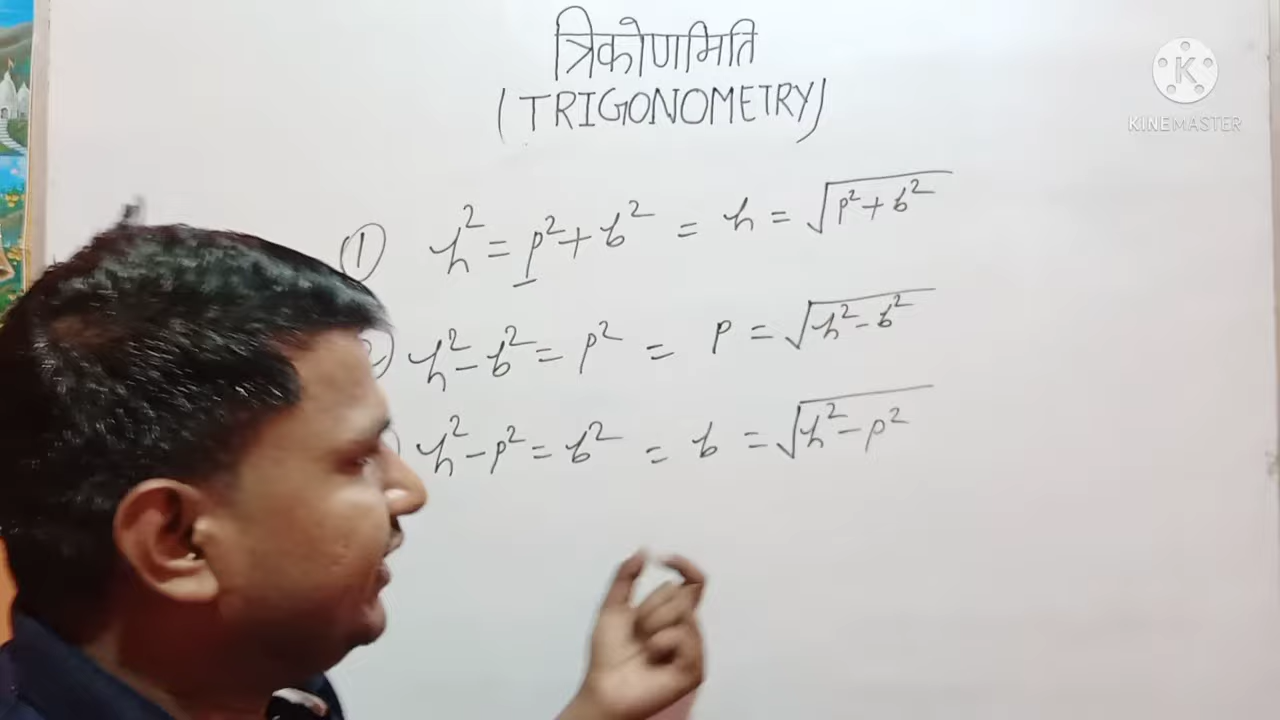 त्रिकोणमिति
(TRIGONOMETRY)
KINEMASTER
① h² = p² + b² = h = √(p² + b²)
h² - b² = p² = p = √(h² - b²)
h² - p² = b² = b = √(h² - p²)